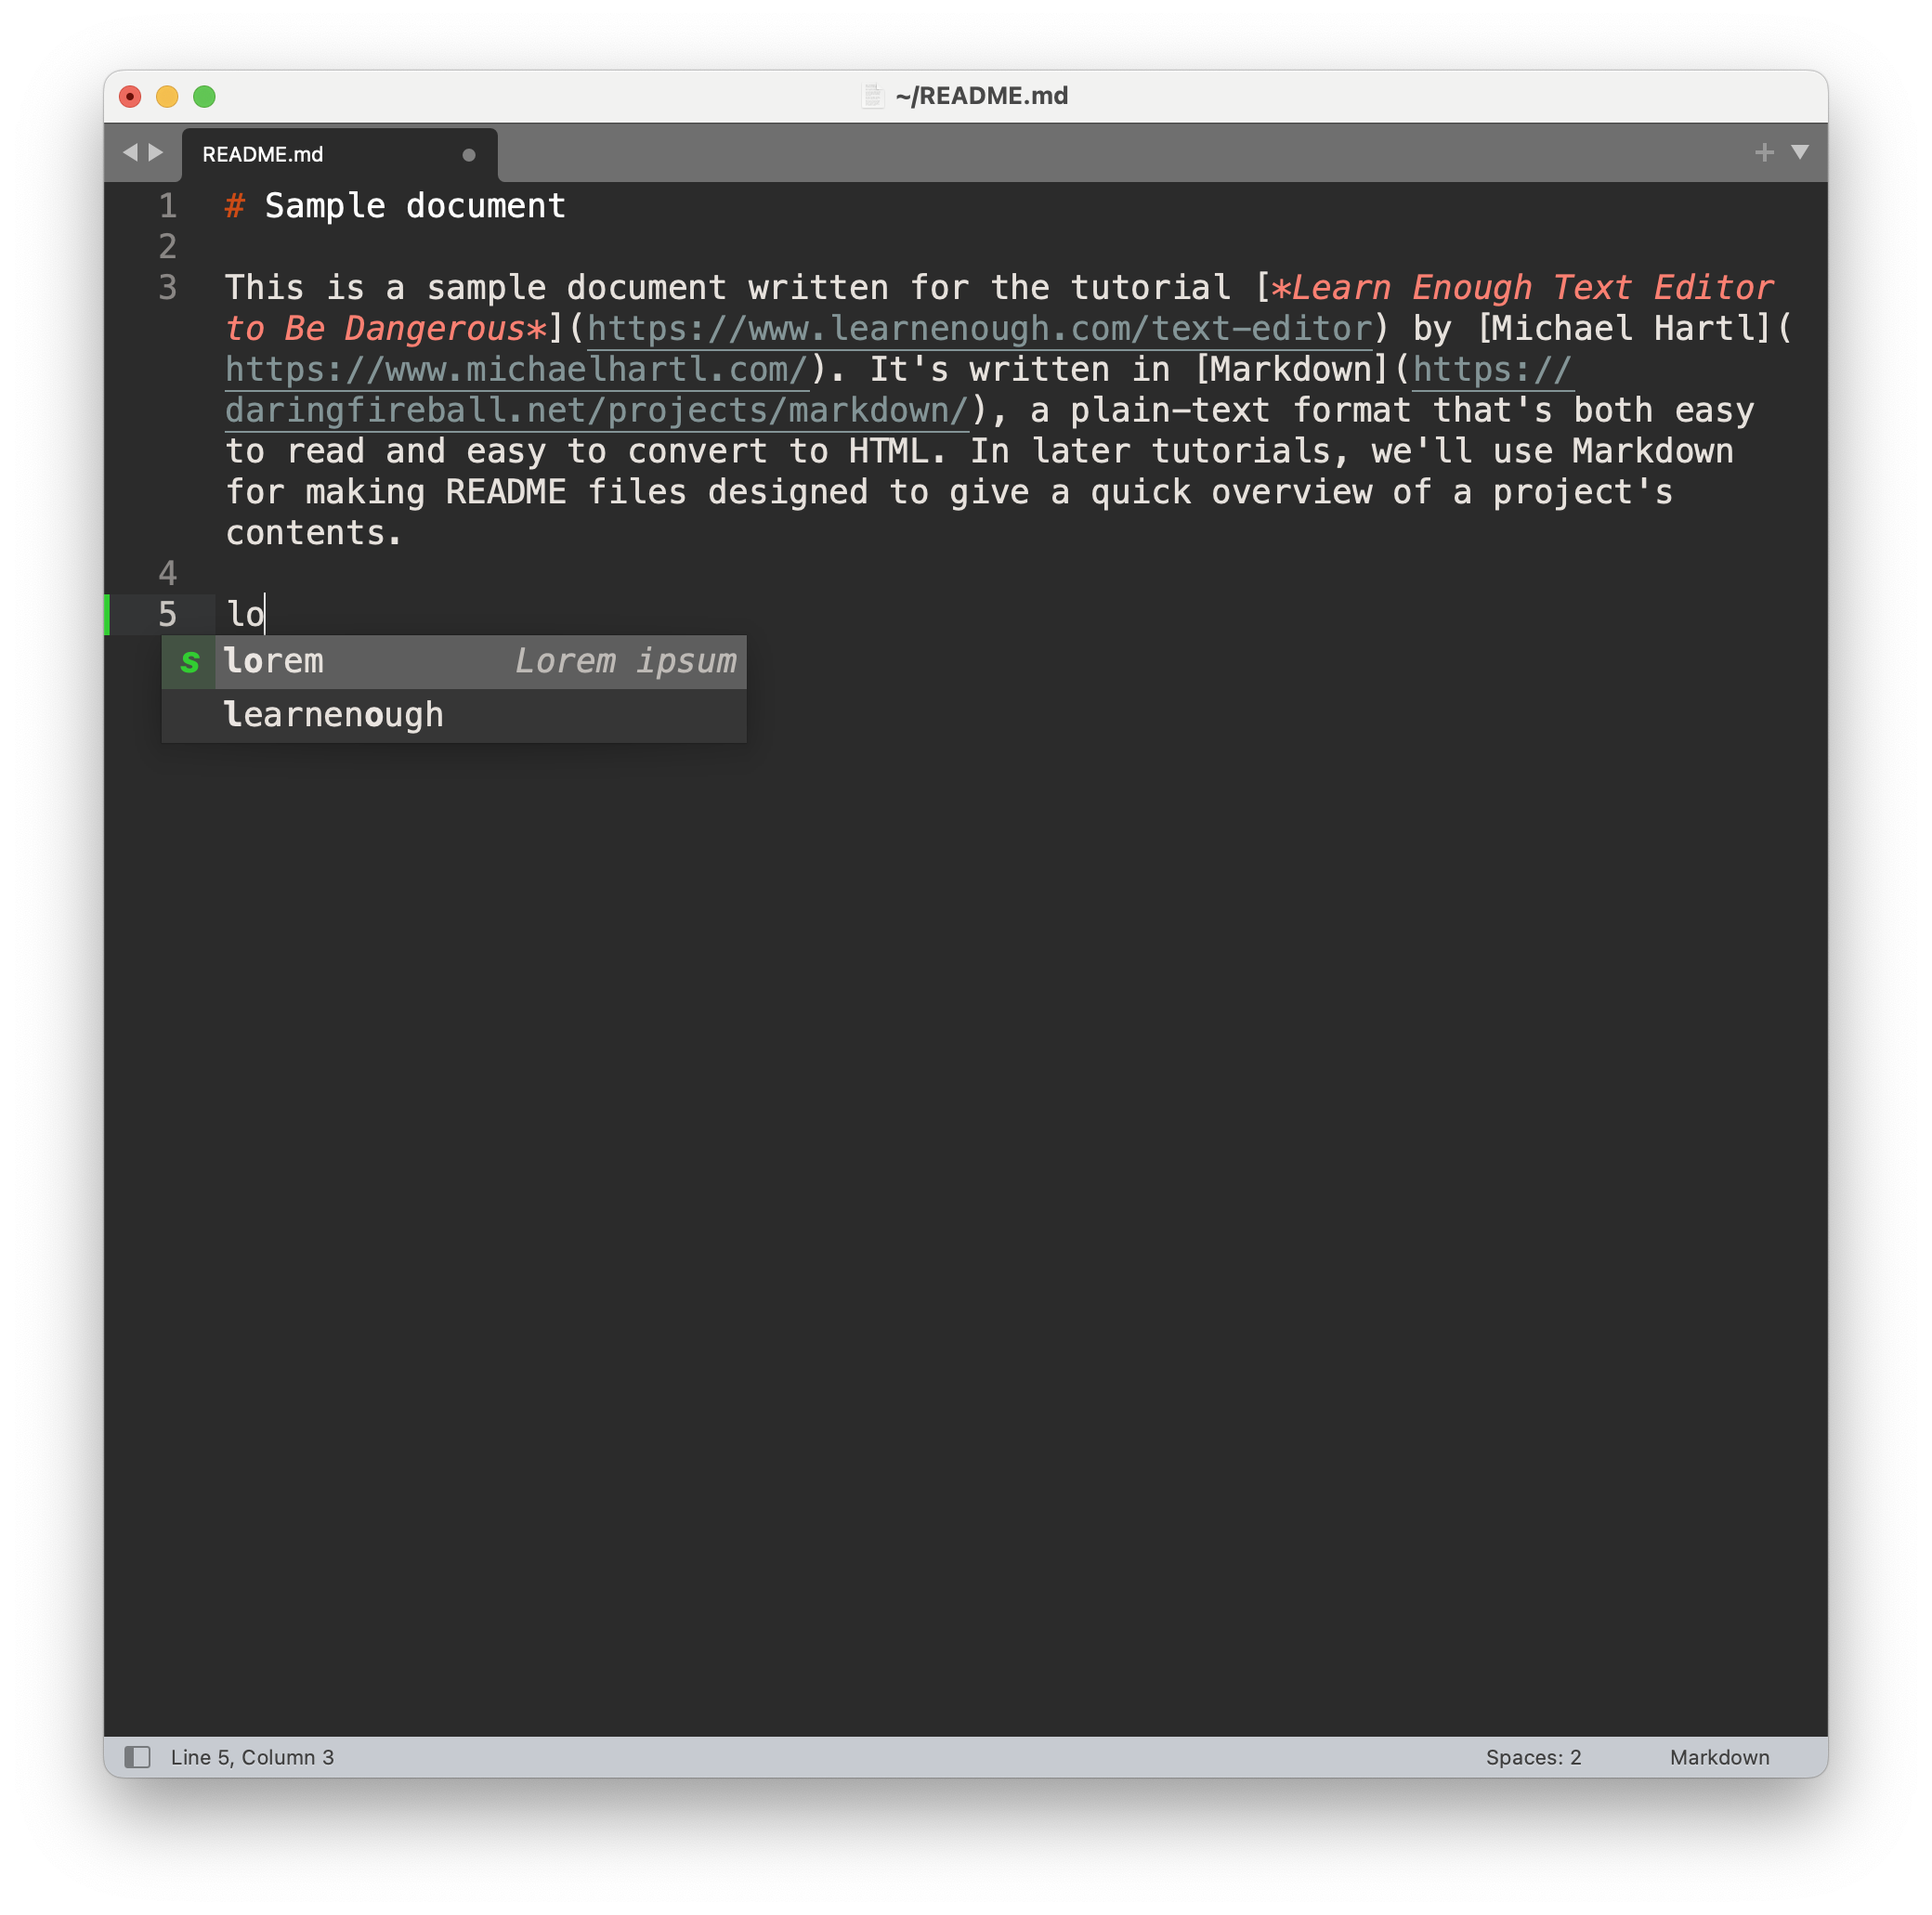 ~/README.md
README.md
1 # Sample document
2
3 This is a sample document written for the tutorial [*Learn Enough Text Editor
to Be Dangerous*](https://www.learnenough.com/text-editor) by [Michael Hartl](
https://www.michaelhartl.com/). It's written in [Markdown](https://
daringfireball.net/projects/markdown/), a plain-text format that's both easy
to read and easy to convert to HTML. In later tutorials, we'll use Markdown
for making README files designed to give a quick overview of a project's
contents.
4
5 lo
s lorem Lorem ipsum
learnenough
Line 5, Column 3 Spaces: 2 Markdown